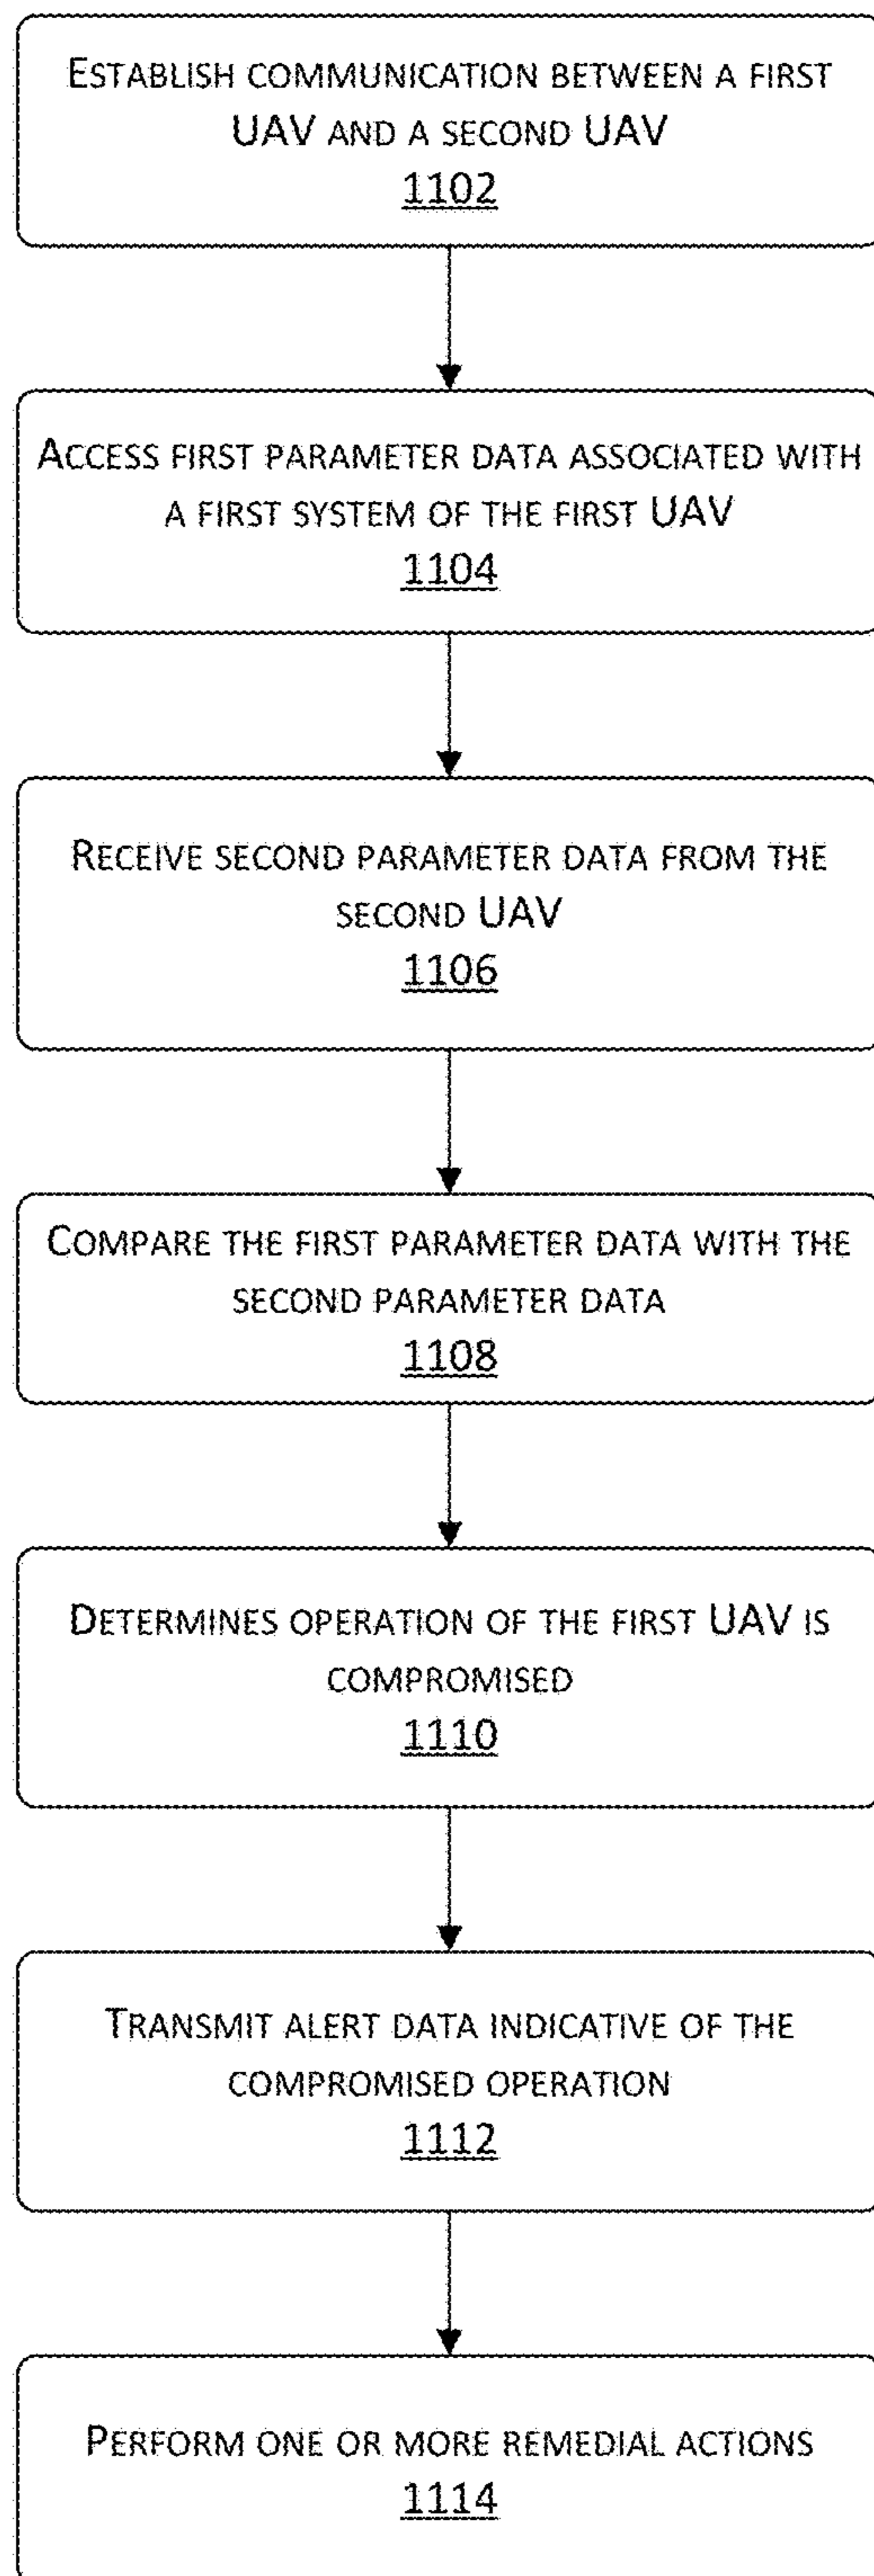 ESTABLISH COMMUNICATION BETWEEN A FIRST
UAV AND A SECOND UAV
1102
ACCESS FIRST PARAMETER DATA ASSOCIATED WITH
A FIRST SYSTEM OF THE FIRST UAV
1104
RECEIVE SECOND PARAMETER DATA FROM THE
SECOND UAV
1106
COMPARE THE FIRST PARAMETER DATA WITH THE
SECOND PARAMETER DATA
1108
DETERMINES OPERATION OF THE FIRST UAV IS
COMPROMISED
1110
TRANSMIT ALERT DATA INDICATIVE OF THE
COMPROMISED OPERATION
1112
PERFORM ONE OR MORE REMEDIAL ACTIONS
1114